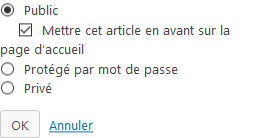 Public
Mettre cet article en avant sur la
page d'accueil
Protégé par mot de passe
Privé
OK Annuler